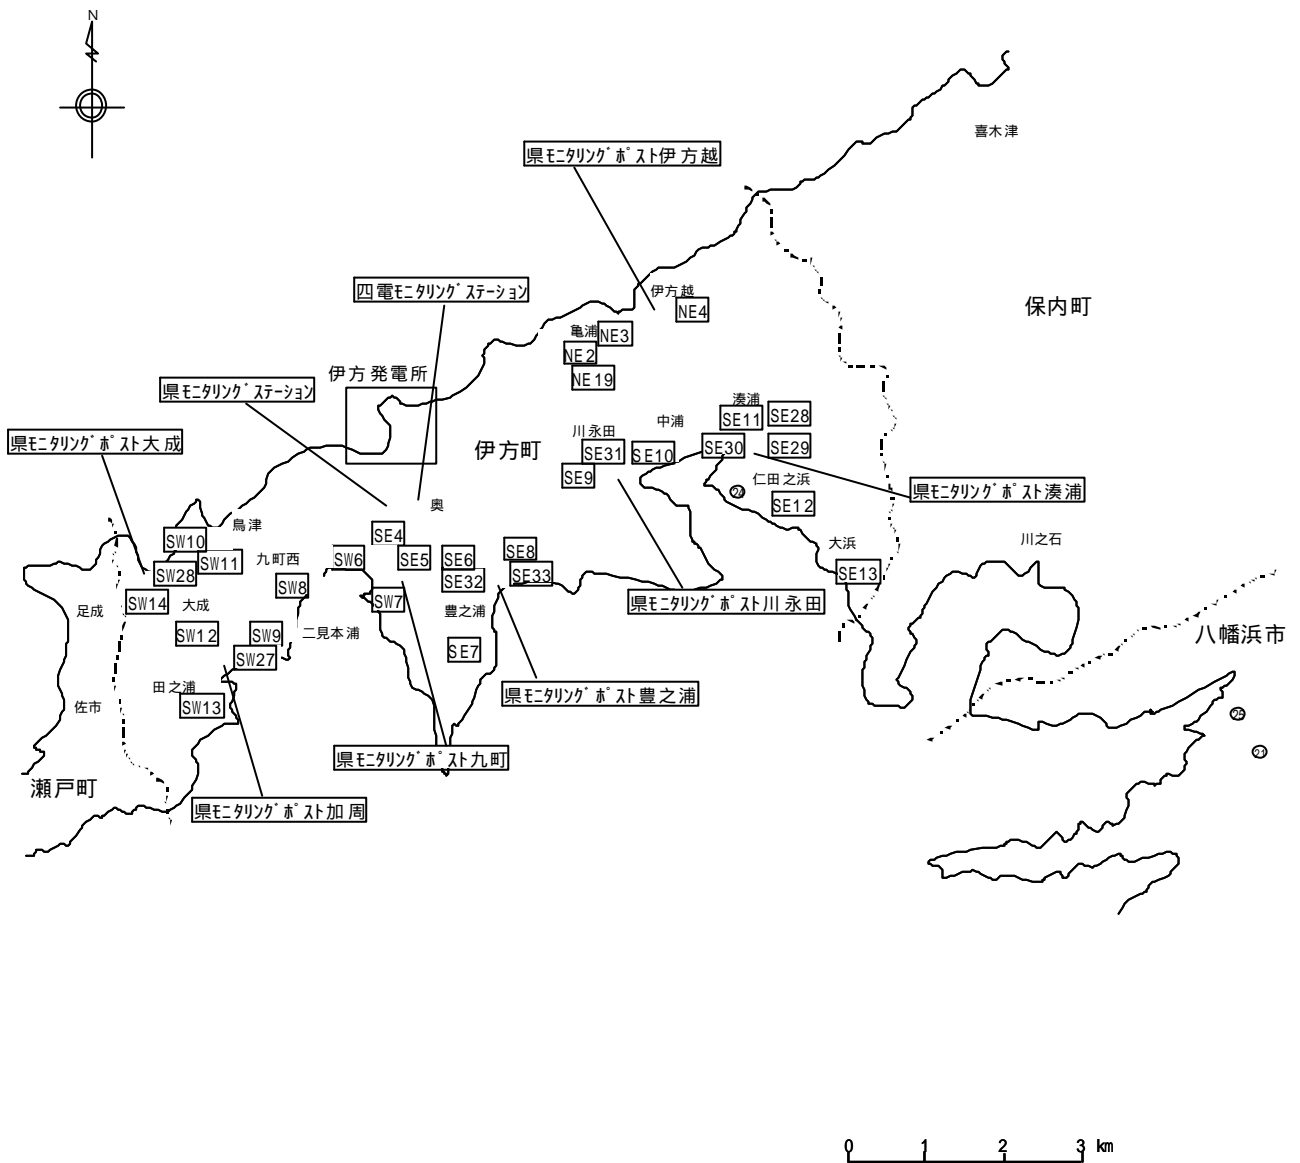 N
喜木津
県ﾓﾆﾀﾘﾝｸﾞﾎﾟｽﾄ伊方越
四電ﾓﾆﾀﾘﾝｸﾞｽﾃｰｼｮﾝ
伊方越
NE4
保内町
亀浦
NE3
NE2
NE19
県ﾓﾆﾀﾘﾝｸﾞｽﾃｰｼｮﾝ
伊方発電所
湊浦
SE11
SE28
県ﾓﾆﾀﾘﾝｸﾞﾎﾟｽﾄ大成
伊方町
川永田
中浦
SE31
SE10
SE30
SE29
SE9
仁田之浜
24
県ﾓﾆﾀﾘﾝｸﾞﾎﾟｽﾄ湊浦
SE12
奥
鳥津
SW10
SE4
大浜
川之石
SW11
九町西
SW6
SE5
SE6
SE8
SW28
SW8
SE32
SE33
SE13
足成
SW14
大成
SW7
豊之浦
県ﾓﾆﾀﾘﾝｸﾞﾎﾟｽﾄ川永田
SW12
SW9
二見本浦
八幡浜市
SW27
SE7
田之浦
県ﾓﾆﾀﾘﾝｸﾞﾎﾟｽﾄ豊之浦
佐市
SW13
25
21
県ﾓﾆﾀﾘﾝｸﾞﾎﾟｽﾄ九町
瀬戸町
県ﾓﾆﾀﾘﾝｸﾞﾎﾟｽﾄ加周
0 1 2 3 km